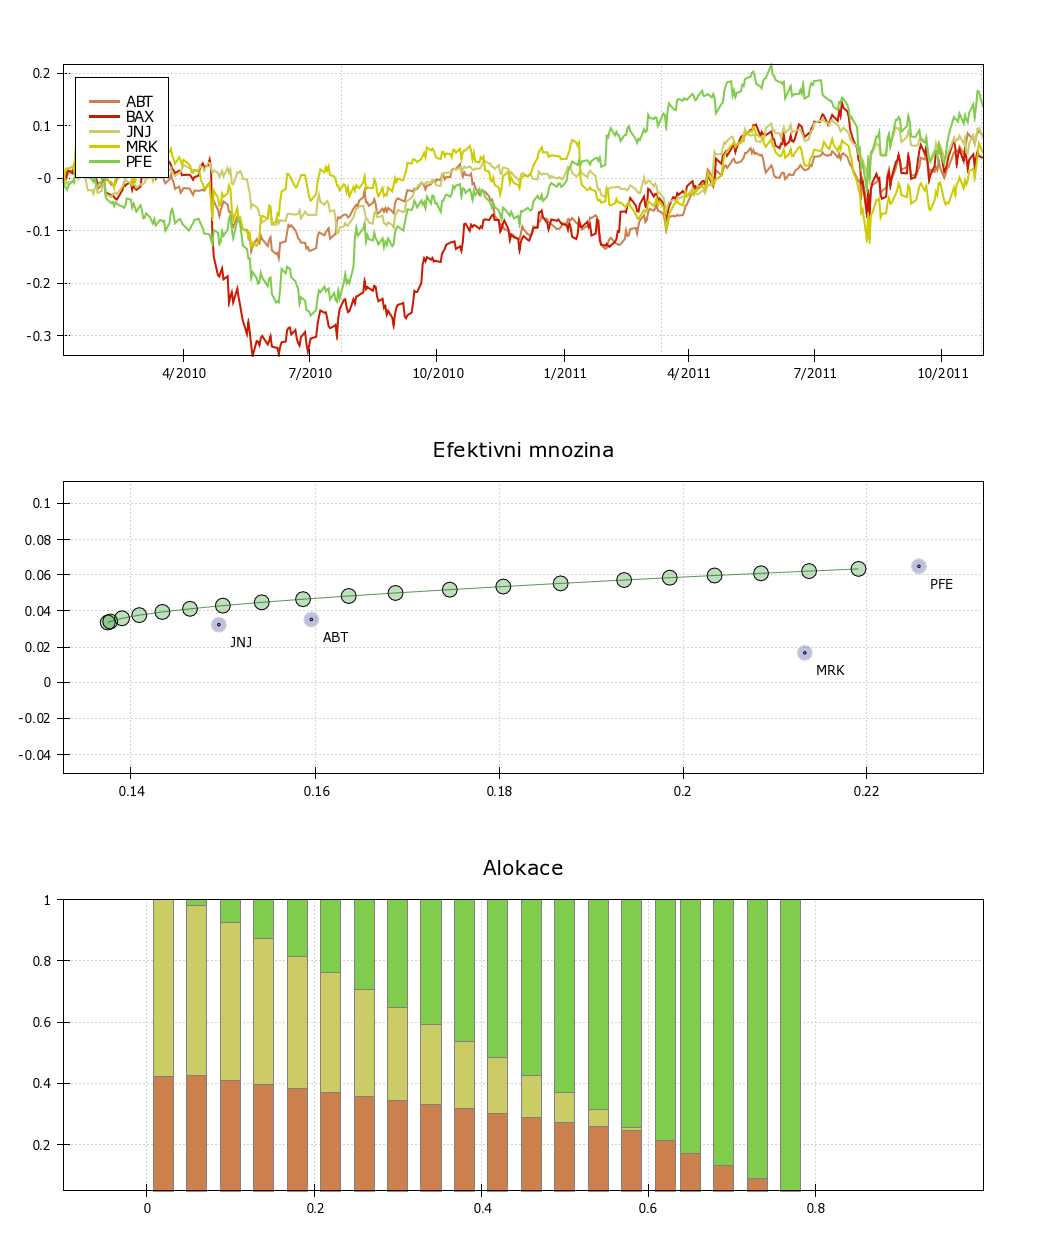 0.2
0.1
-0
-0.1
-0.2
-0.3
ABT
BAX
JNJ
MRK
PFE
4/2010 7/2010 10/2010 1/2011 4/2011 7/2011 10/2011
Efektivni mnozina
0.1
0.08
0.06
0.04
0.02
0
-0.02
-0.04
PFE
JNJ
ABT
MRK
0.14 0.16 0.18 0.2 0.22
Alokace
1
0.8
0.6
0.4
0.2
0 0.2 0.4 0.6 0.8